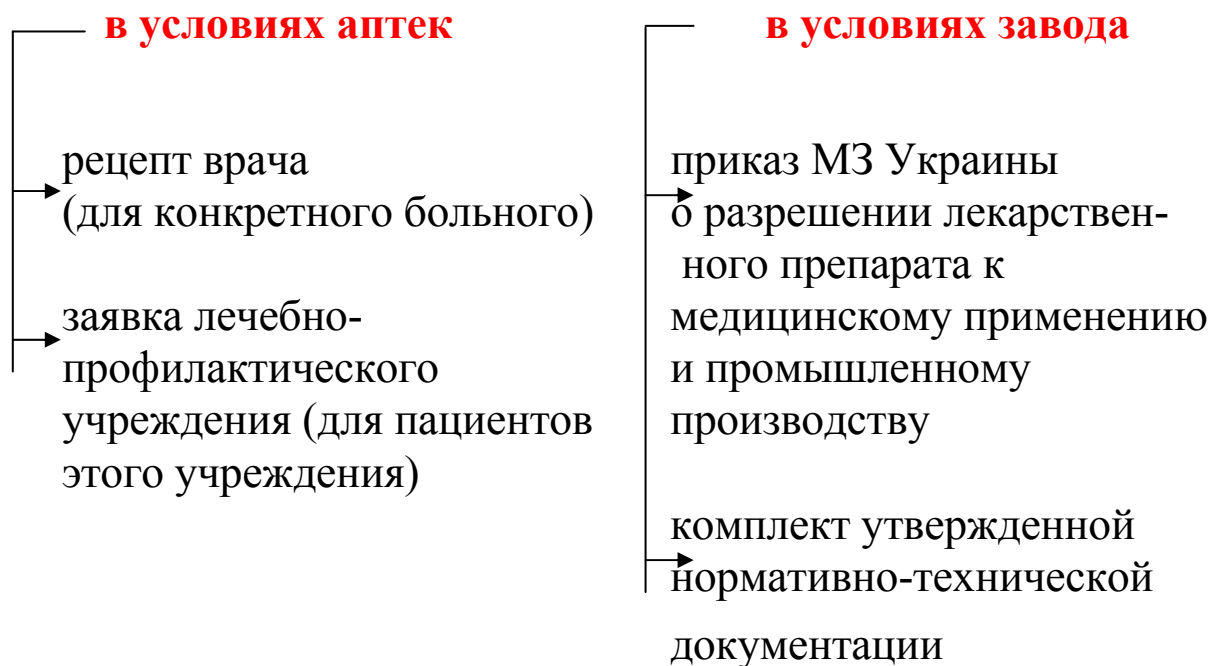 в условиях аптек
рецепт врача
(для конкретного больного)
заявка лечебно-
профилактического
учреждения (для пациентов
этого учреждения)
в условиях завода
приказ МЗ Украины
о разрешении лекарствен-
ного препарата к
медицинскому применению
и промышленному
производству
комплект утвержденной
нормативно-технической
документации